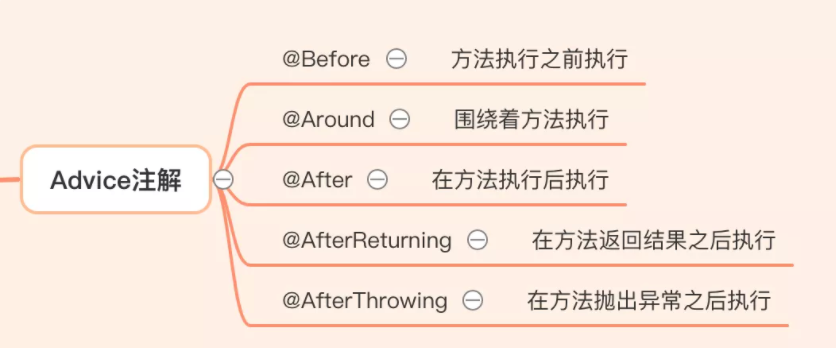 @Before 方法执行之前执行
@Around 围绕着方法执行
Advice注解
@After 在方法执行后执行
@AfterReturning 在方法返回结果之后执行
@AfterThrowing 在方法抛出异常之后执行